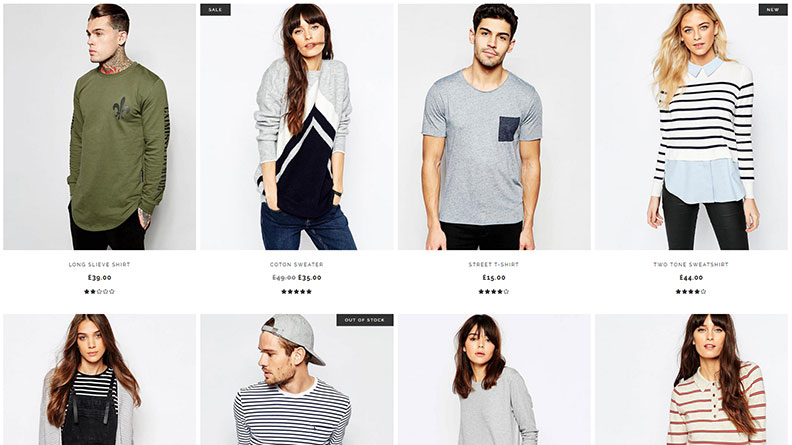 SALE
NEW
LONG SLIEVE SHIRT
£39.00
COTON SWEATER
£49.00 £35.00
STREET T-SHIRT
£15.00
TWO TONE SWEATSHIRT
£44.00
OUT OF STOCK